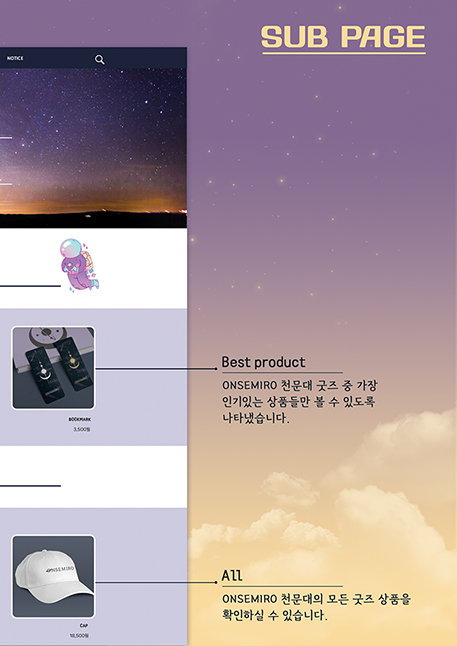 SUB PAGE
NOTICE
Best product
ONSEMIRO 천문대 굿즈 중 가장
인기있는 상품들만 볼 수 있도록
나타냈습니다.
BOOKMARK
3,500원
All
ONSEMIRO 천문대의 모든 굿즈 상품을
확인하실 수 있습니다.
ONSEMIRO
CAP
18,500원